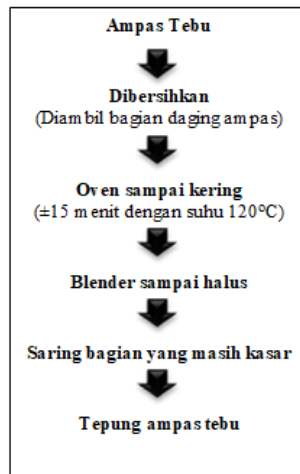 Ampas Tebu
Dibersihkan
(Diambil bagian daging ampas)
Oven sampai kering
(±15 menit dengan suhu 120°C)
Blender sampai halus
Saring bagian yang masih kasar
Tepung ampas tebu